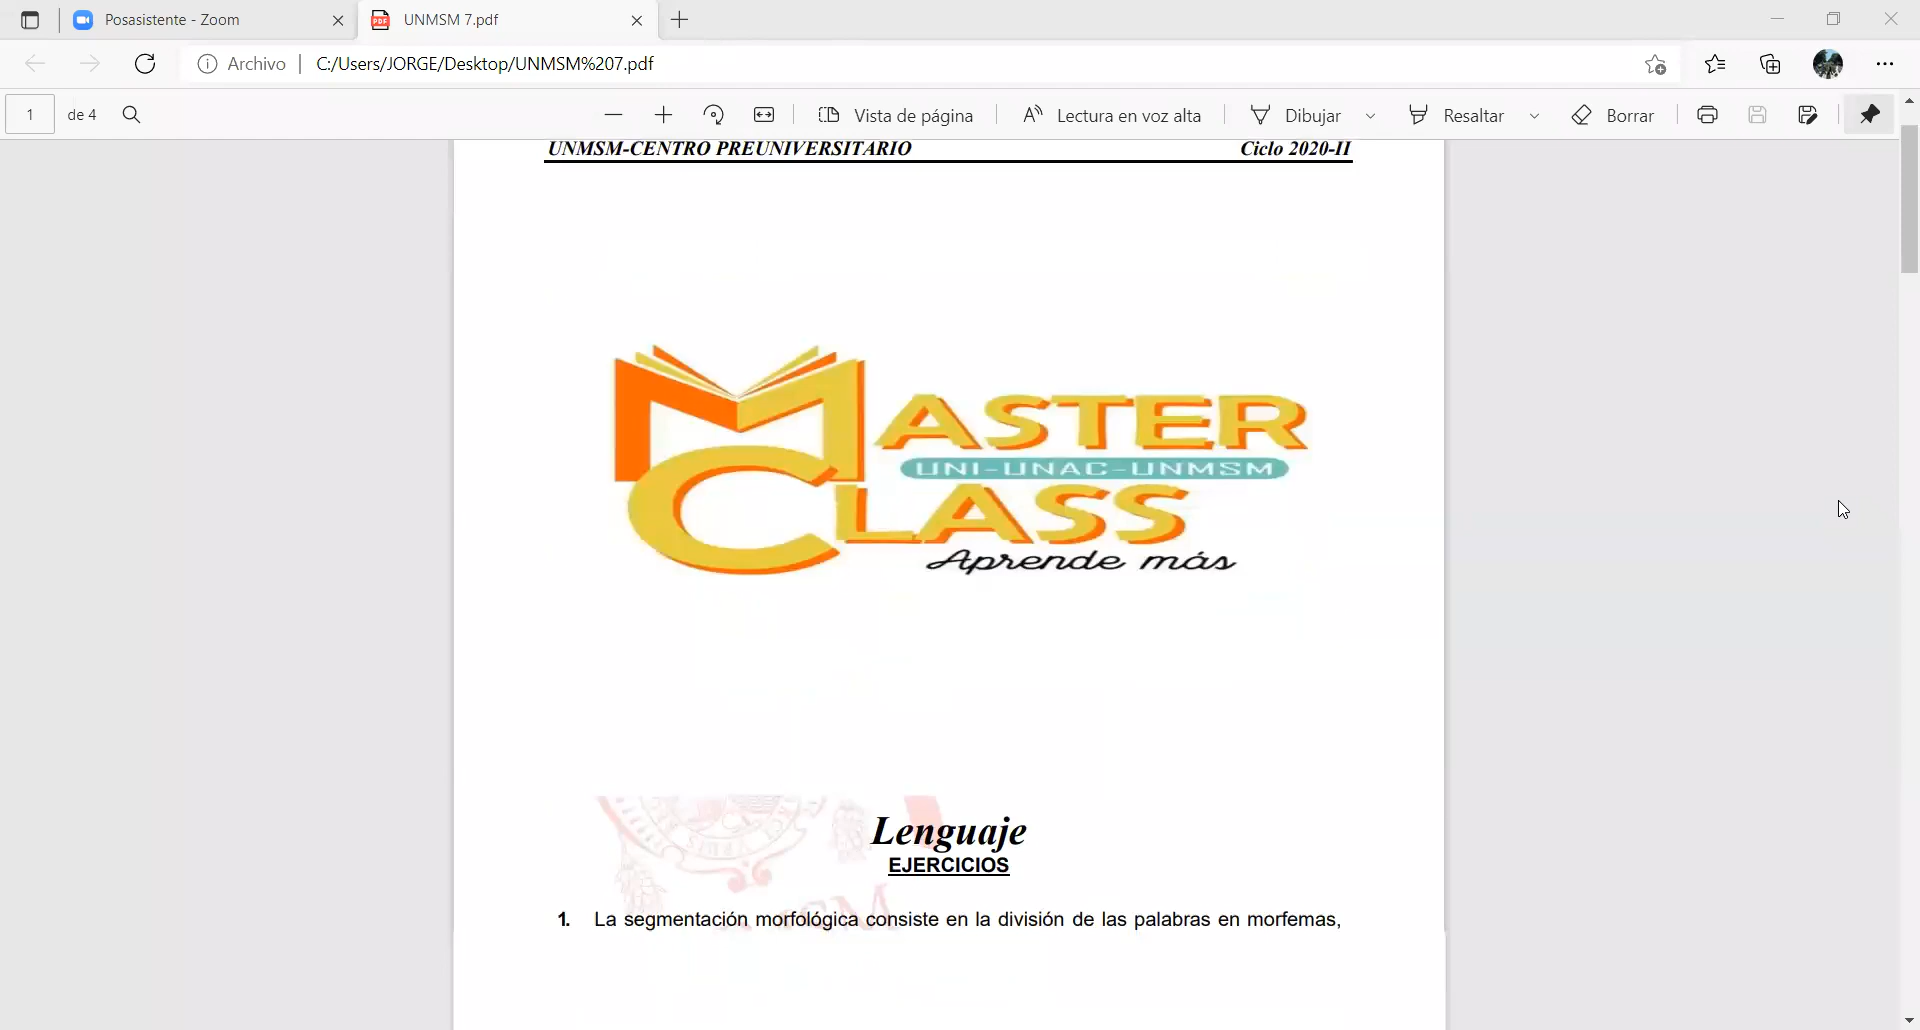 Posasistente - Zoom
UNMSM 7.pdf
Archivo
C:/Users/JORGE/Desktop/UNMSM%207.pdf
1 de 4
Vista de página
Lectura en voz alta
Dibujar
Resaltar
Borrar
UNMSM-CENTRO PREUNIVERSITARIO Ciclo 2020-II
MASTER
UNI-UNAC-UNMSM
CLASS
Aprende más
Lenguaje
EJERCICIOS
1. La segmentación morfológica consiste en la división de las palabras en morfemas,